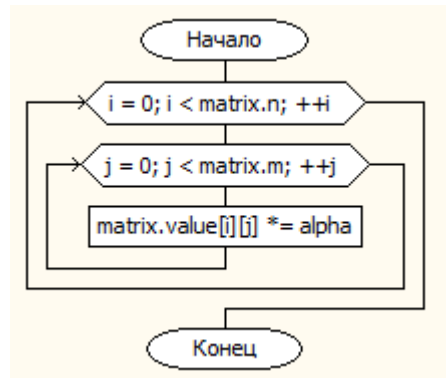 Начало
i = 0; i < matrix.n; ++i
j = 0; j < matrix.m; ++j
matrix.value[i][j] *= alpha
Конец